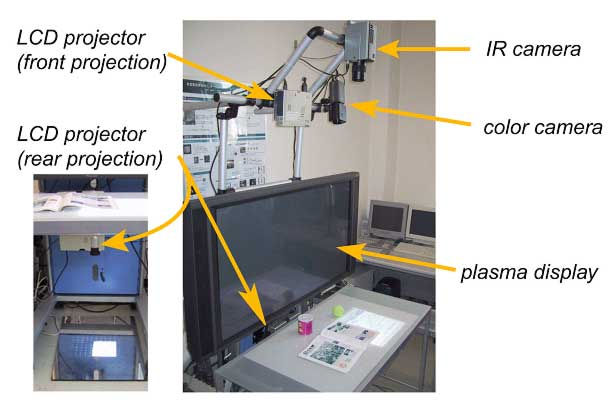 LCD projector
(front projection)
IR camera
color camera
LCD projector
(rear projection)
plasma display